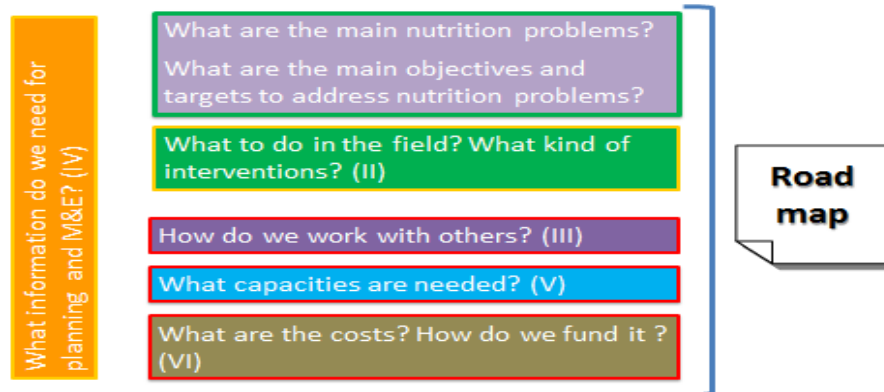 What information do we need for
planning and M&E? (IV)
What are the main nutrition problems?
What are the main objectives and
targets to address nutrition problems?
What to do in the field? What kind of
interventions? (II)
How do we work with others? (III)
What capacities are needed? (V)
What are the costs? How do we fund it ?
(VI)
Road
map